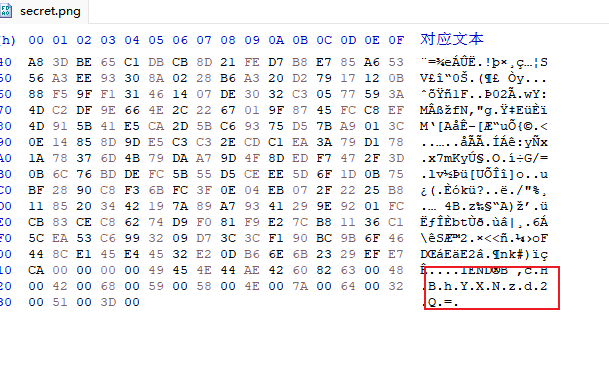 secret.png
(h) 00 01 02 03 04 05 06 07 08 09 0A 0B 0C 0D 0E 0F 对应文本
40 A8 3D BE 65 C1 DB CB 8D 21 FE D7 B8 E7 85 A6 53 ¨=¾eÁÛË.!þ×¸ç…¦S
50 56 A3 EE 93 30 8A 02 28 B6 A3 20 D2 79 17 12 0B V£î“0Š.(¶£ Òy...
60 88 F5 9F F1 31 46 14 07 DE 30 32 C3 05 77 59 3A ˆõŸñ1F..Þ02Ã.wY:
70 4D C2 DF 9E 66 4E 2C 22 67 01 9F 87 45 FC C8 EF MÂßžfN,"g.Ÿ‡EüÈï
80 4D 91 5B 41 E5 CA 2D 5B C6 93 75 D5 7B A9 01 3C M‘[AåÊ-[Æ“uÕ{©.<
90 0E 14 85 8D 9D E5 C3 C3 2E CD C1 EA 3A 79 D1 78 ..…..åÃÃ.ÍÁê:yÑx
A0 1A 78 37 6D 4B 79 DA A7 9D 4F 8D ED F7 47 2F 3D .x7mKyÚ§.O.í÷G/=
B0 0B 6C 76 BD DE FC 5B 55 D5 CE EE 5D 6F 1D 0B 75 .lv½Þü[UÕÎî]o..u
C0 BF 28 90 C8 F3 6B FC 3F 0E 04 EB 07 2F 22 25 B8 ¿(.Èókü?..ë./"%¸
D0 11 85 20 34 42 19 7A 89 A7 93 41 29 9E 92 01 FC .… 4B.z‰§“A)ž’.ü
E0 CB 83 CE C8 62 74 D9 F0 81 F9 E2 7C B8 11 36 C1 ËƒÎÈbtÙð.ùâ|¸.6Á
F0 5C EA 53 C6 99 32 09 D7 3C 3C F1 90 BC 9B 6F 46 \êSÆ™2.×<<ñ.¼›oF
00 44 8C E1 45 E4 45 32 E2 0D B6 6E 6B 23 29 EF E7 DŒáEäE2â.¶nk#)ïç
10 CA 00 00 00 00 49 45 4E 44 AE 42 60 82 63 00 48 Ê....IEND®B`‚c.H
20 00 42 00 68 00 59 00 58 00 4E 00 7A 00 64 00 32 .B.h.Y.X.N.z.d.2
30 00 51 00 3D 00 .Q.=.